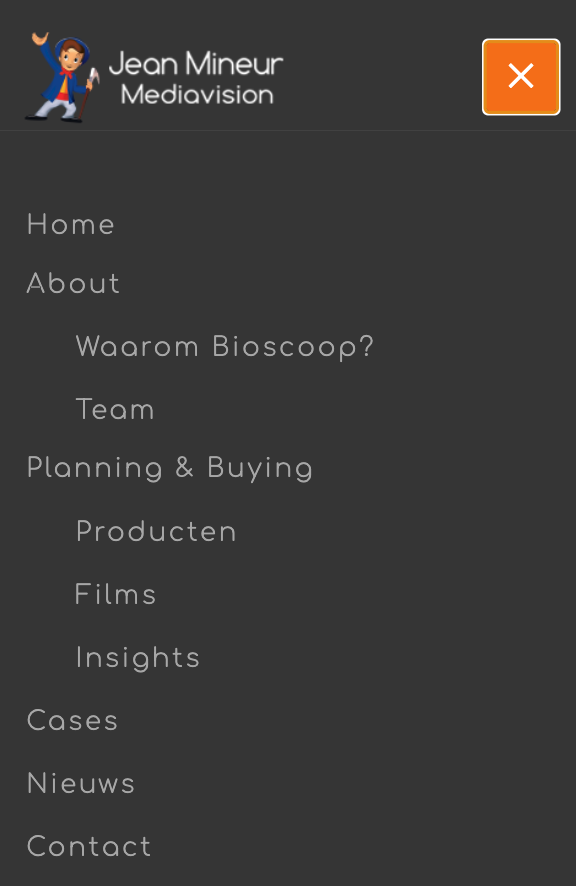 Jean Mineur
Mediavision
Home
About
Waarom Bioscoop?
Team
Planning & Buying
Producten
Films
Insights
Cases
Nieuws
Contact